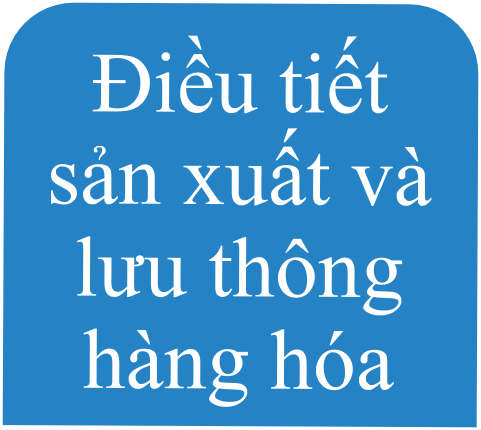 Điều tiết
sản xuất và
lưu thông
hàng hóa